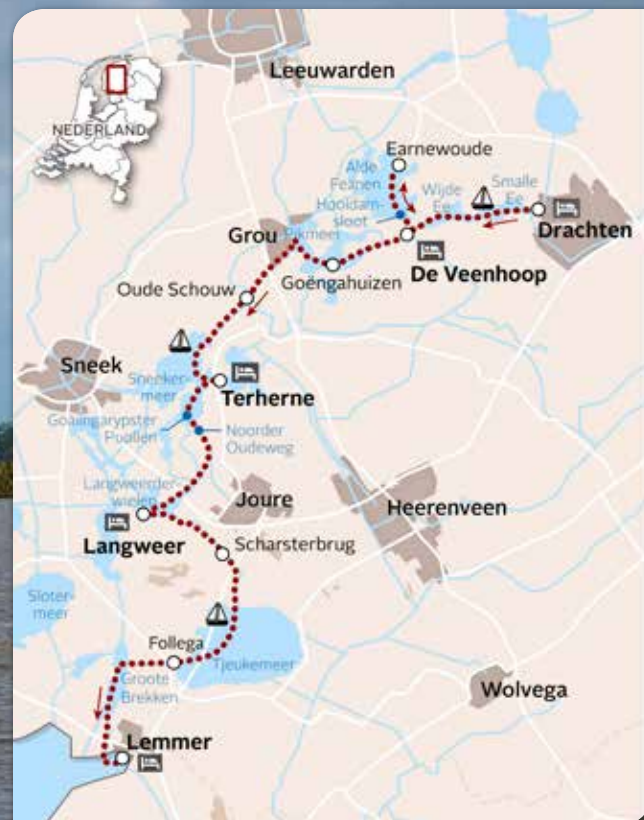 Leeuwarden
NEDERLAND
Earnewoude
Alde
Feanen
Hooidam-
sloot
Wijde
Ee
Smalle
Ee
Drachten
Grou
Pikmeer
De Veenhoop
Goëngahuizen
Oude Schouw
Sneek
Sneeker-
meer
Terherne
Goaiïngarypster
Puollen
Noorder
Oudeweg
Langweerder-
wielen
Joure
Heerenveen
Langweer
Scharsterbrug
Sloter-
meer
Follega
Tjeukemeer
Groote
Brekken
Wolvega
Lemmer